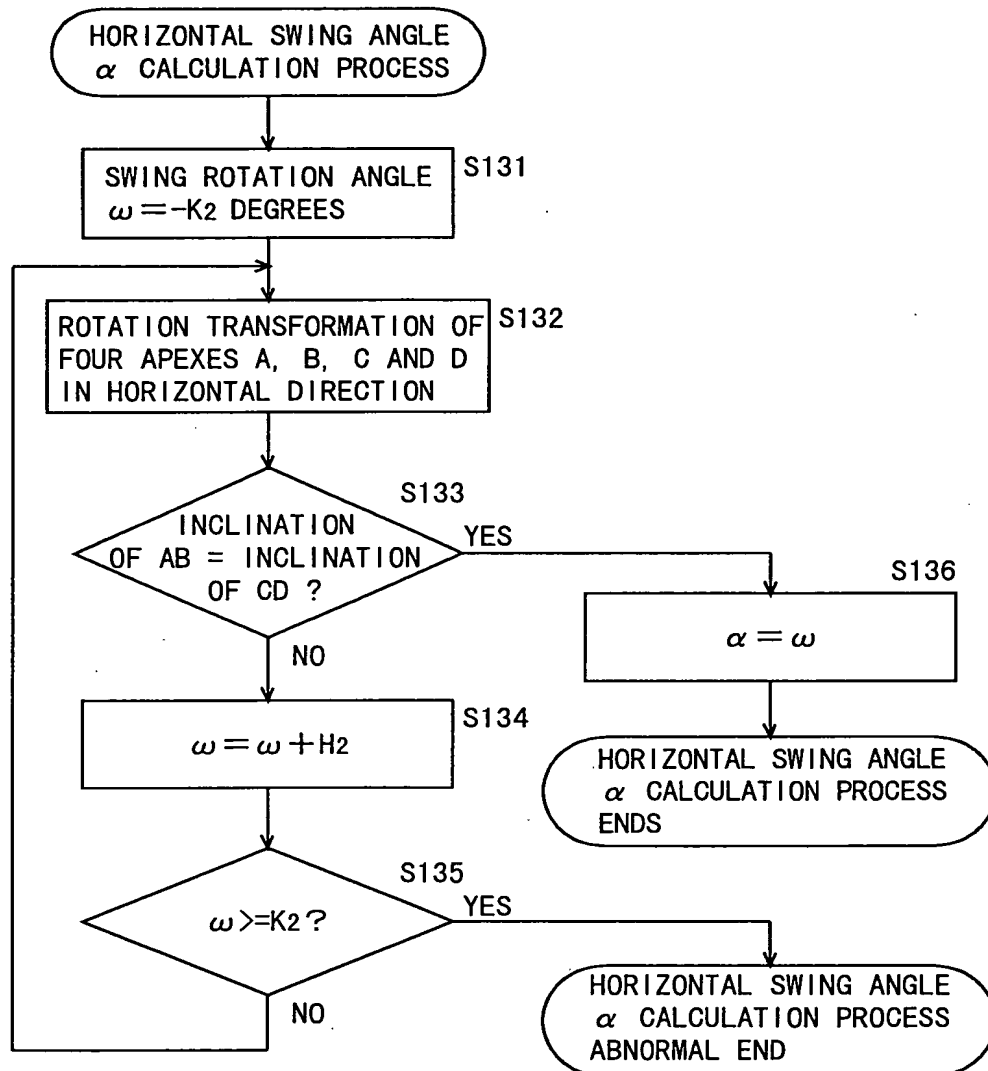 HORIZONTAL SWING ANGLE
α CALCULATION PROCESS
S131
SWING ROTATION ANGLE
ω=-K2 DEGREES
S132
ROTATION TRANSFORMATION OF
FOUR APEXES A, B, C AND D
IN HORIZONTAL DIRECTION
S133
INCLINATION
OF AB = INCLINATION
OF CD ?
YES
NO
S136
α=ω
HORIZONTAL SWING ANGLE
α CALCULATION PROCESS
ENDS
S134
ω=ω+H2
S135
ω>=K2?
YES
NO
HORIZONTAL SWING ANGLE
α CALCULATION PROCESS
ABNORMAL END